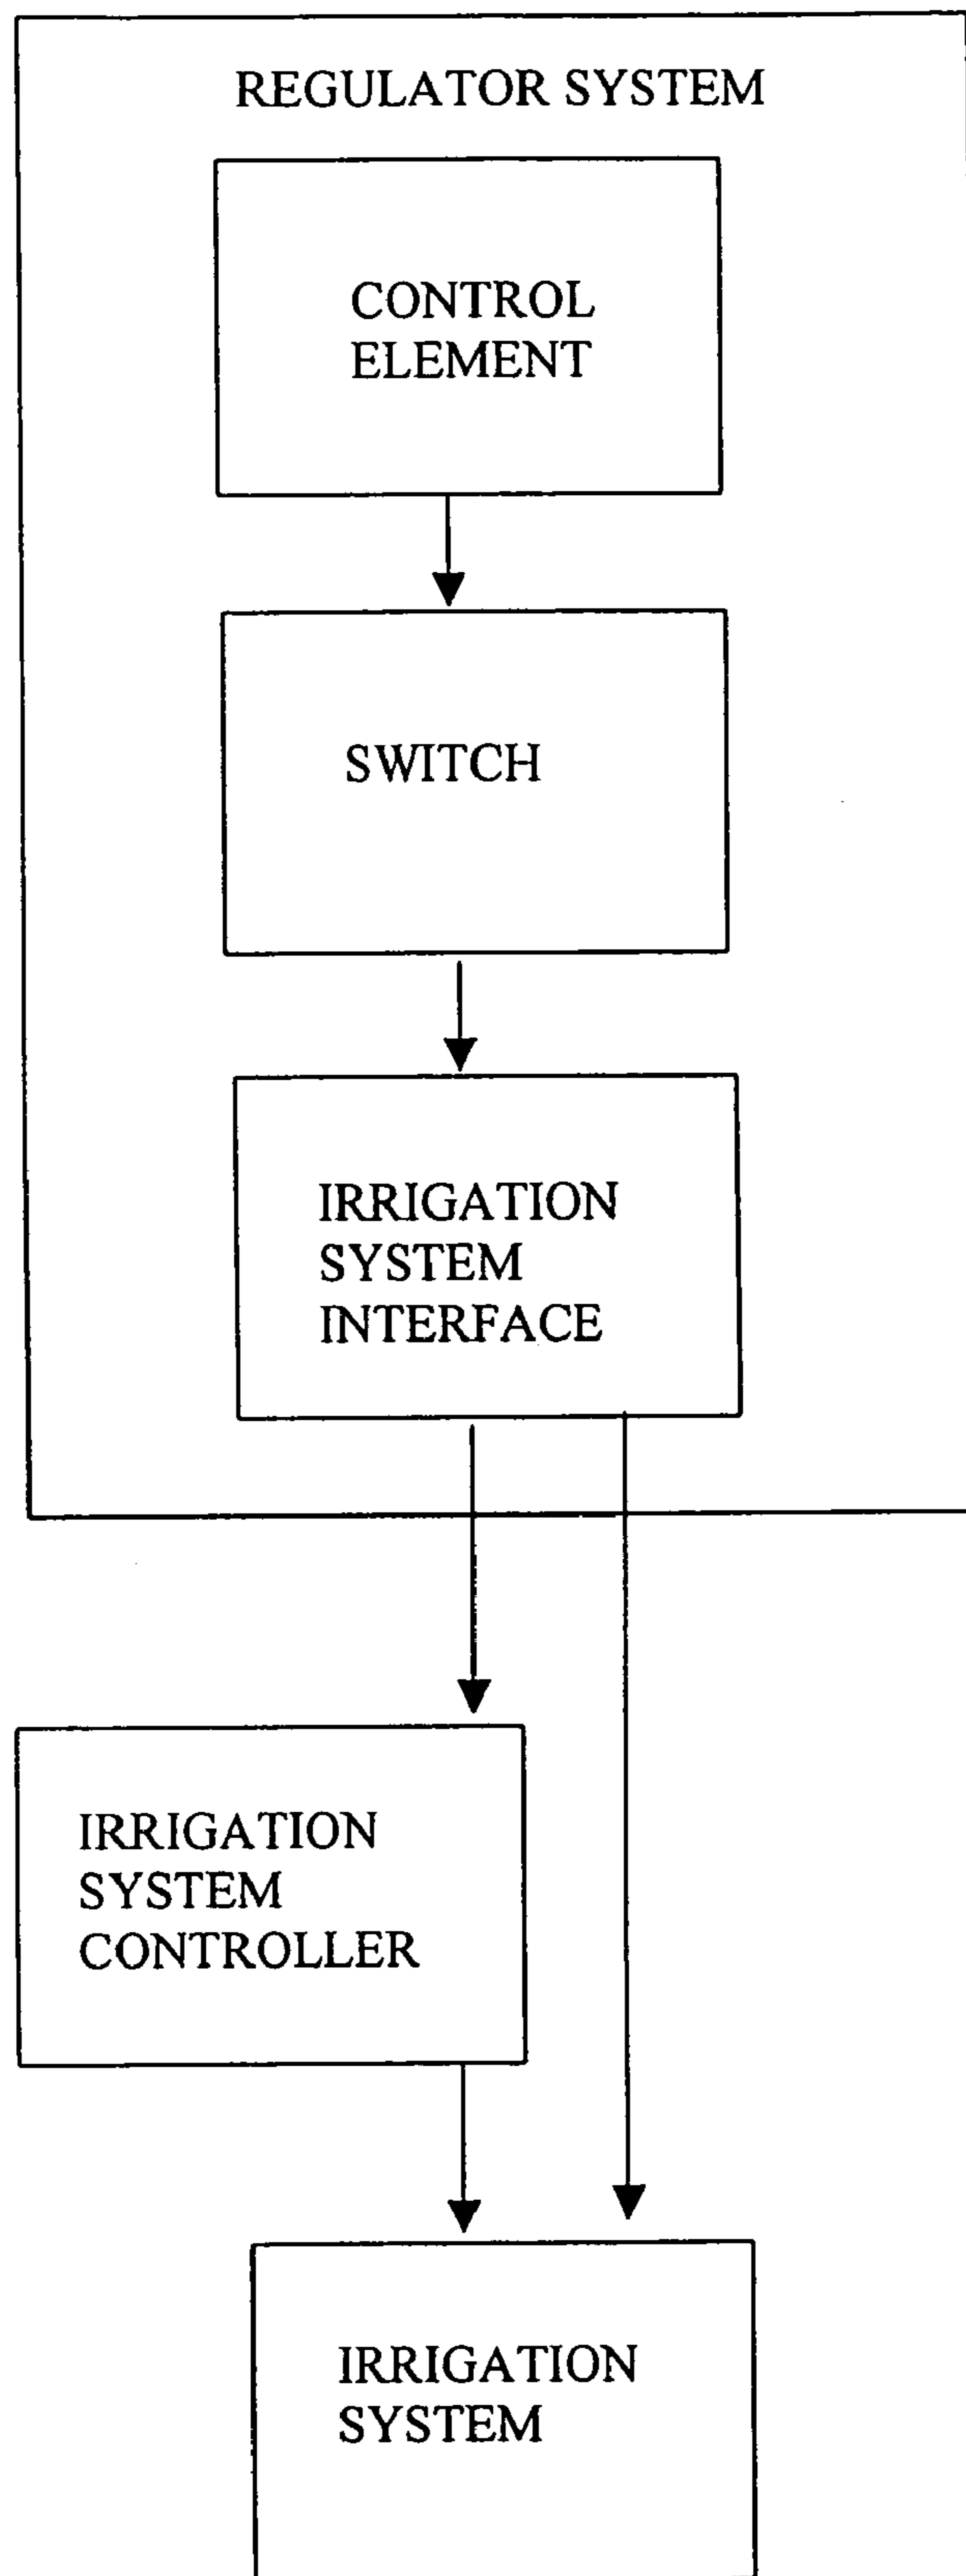 REGULATOR SYSTEM
CONTROL
ELEMENT
SWITCH
IRRIGATION
SYSTEM
INTERFACE
IRRIGATION
SYSTEM
CONTROLLER
IRRIGATION
SYSTEM